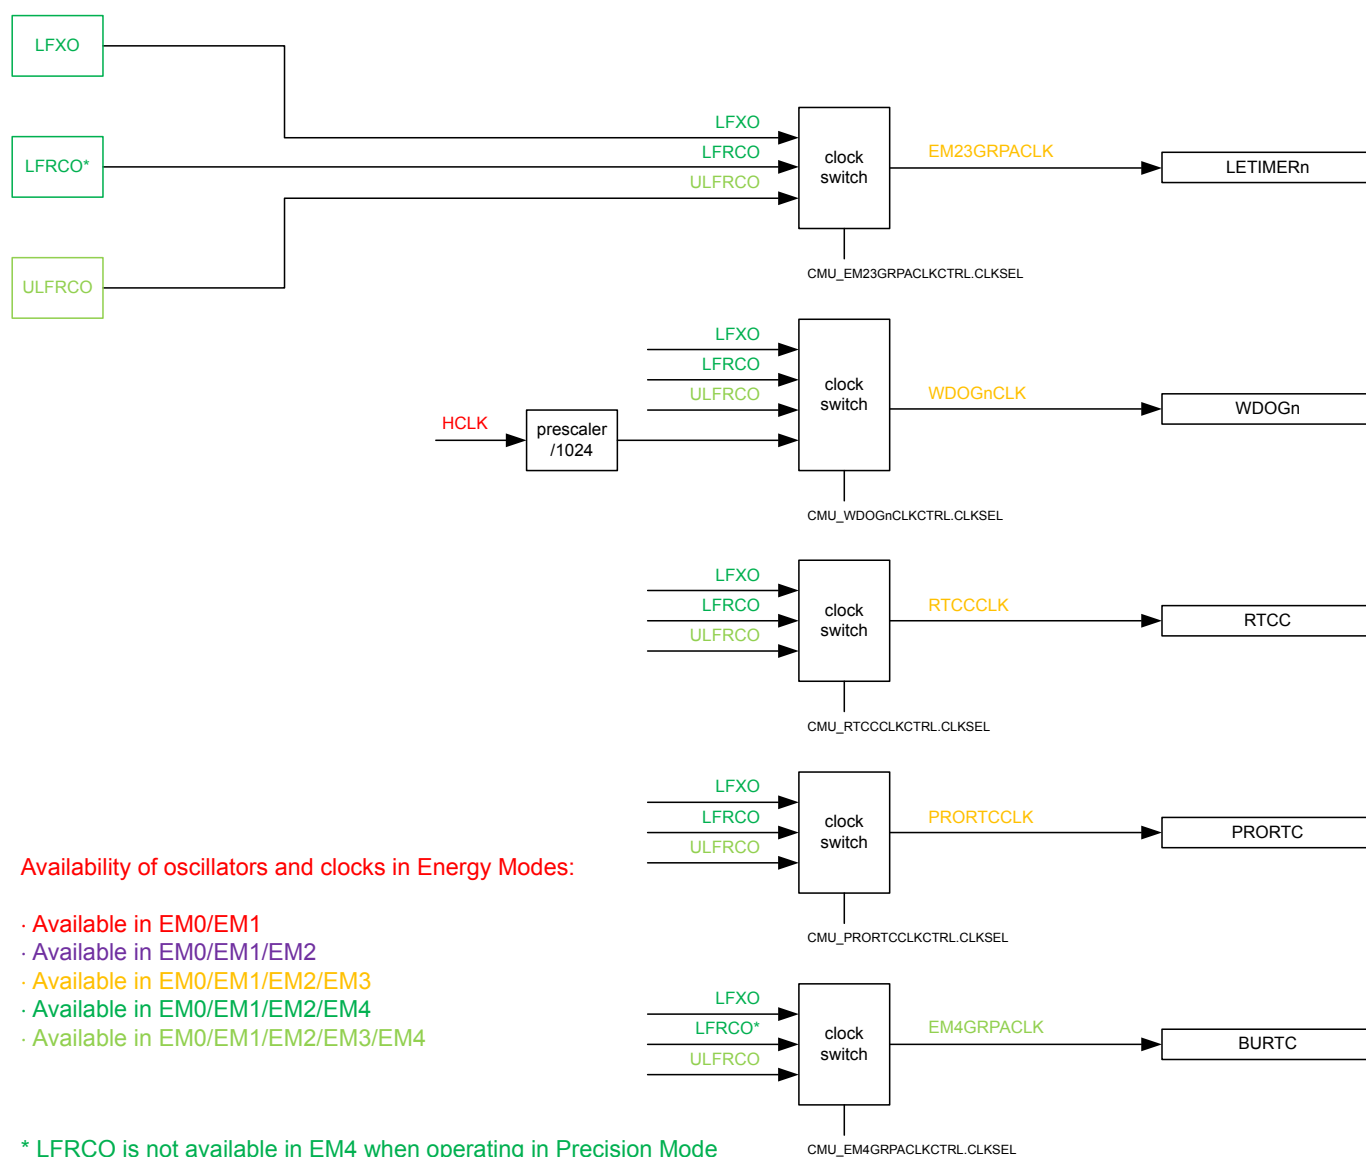 LFXO
LFRCO*
ULFRCO
LFXO
LFRCO
ULFRCO
clock
switch
EM23GRPACLK
LETIMERn
CMU_EM23GRPACLKCTRL.CLKSEL
LFXO
LFRCO
ULFRCO
HCLK
prescaler
/1024
clock
switch
WDOGnCLK
WDOGn
CMU_WDOGnCLKCTRL.CLKSEL
LFXO
LFRCO
ULFRCO
clock
switch
RTCCCLK
RTCC
CMU_RTCCCLKCTRL.CLKSEL
LFXO
LFRCO
ULFRCO
clock
switch
PRORTCCLK
PRORTC
CMU_PRORTCCLKCTRL.CLKSEL
LFXO
LFRCO*
ULFRCO
clock
switch
EM4GRPACLK
BURTC
CMU_EM4GRPACLKCTRL.CLKSEL
Availability of oscillators and clocks in Energy Modes:
· Available in EM0/EM1
· Available in EM0/EM1/EM2
· Available in EM0/EM1/EM2/EM3
· Available in EM0/EM1/EM2/EM4
· Available in EM0/EM1/EM2/EM3/EM4
* LFRCO is not available in EM4 when operating in Precision Mode